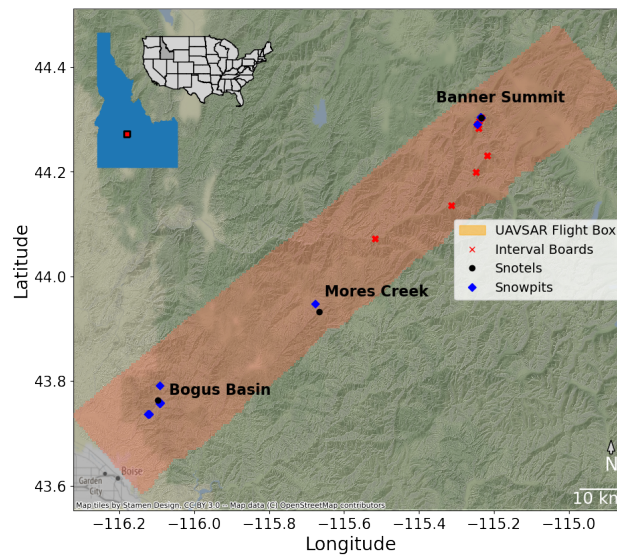 44.4
44.2
44.0
43.8
43.6
Latitude
Banner Summit
UAVSAR Flight Box
Interval Boards
Snotels
Snowpits
Mores Creek
Bogus Basin
Boise
Garden
City
N
10 km
Map tiles by Stamen Design, CC BY 3.0 -- Map data (C) OpenStreetMap contributors
−116.2 −116.0 −115.8 −115.6 −115.4 −115.2 −115.0
Longitude